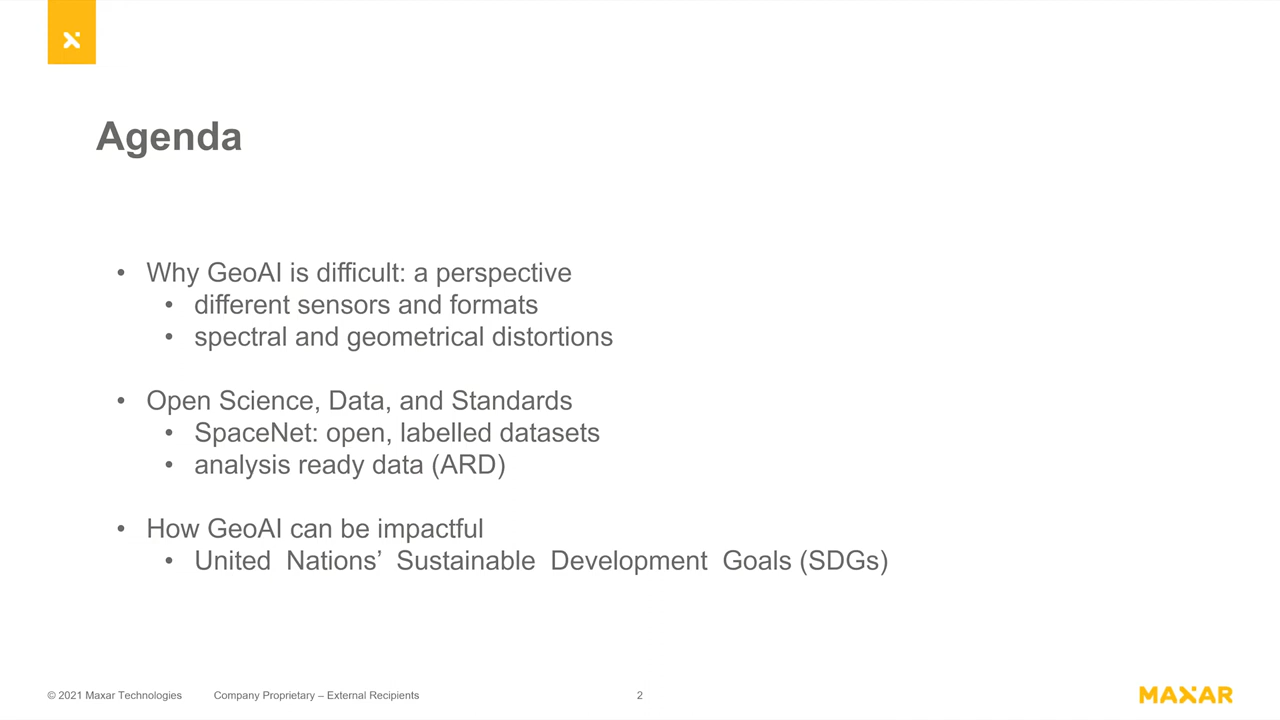 Agenda
• Why GeoAI is difficult: a perspective
• different sensors and formats
• spectral and geometrical distortions
• Open Science, Data, and Standards
• SpaceNet: open, labelled datasets
• analysis ready data (ARD)
• How GeoAI can be impactful
• United Nations’ Sustainable Development Goals (SDGs)
© 2021 Maxar Technologies Company Proprietary – External Recipients 2 MAXAR